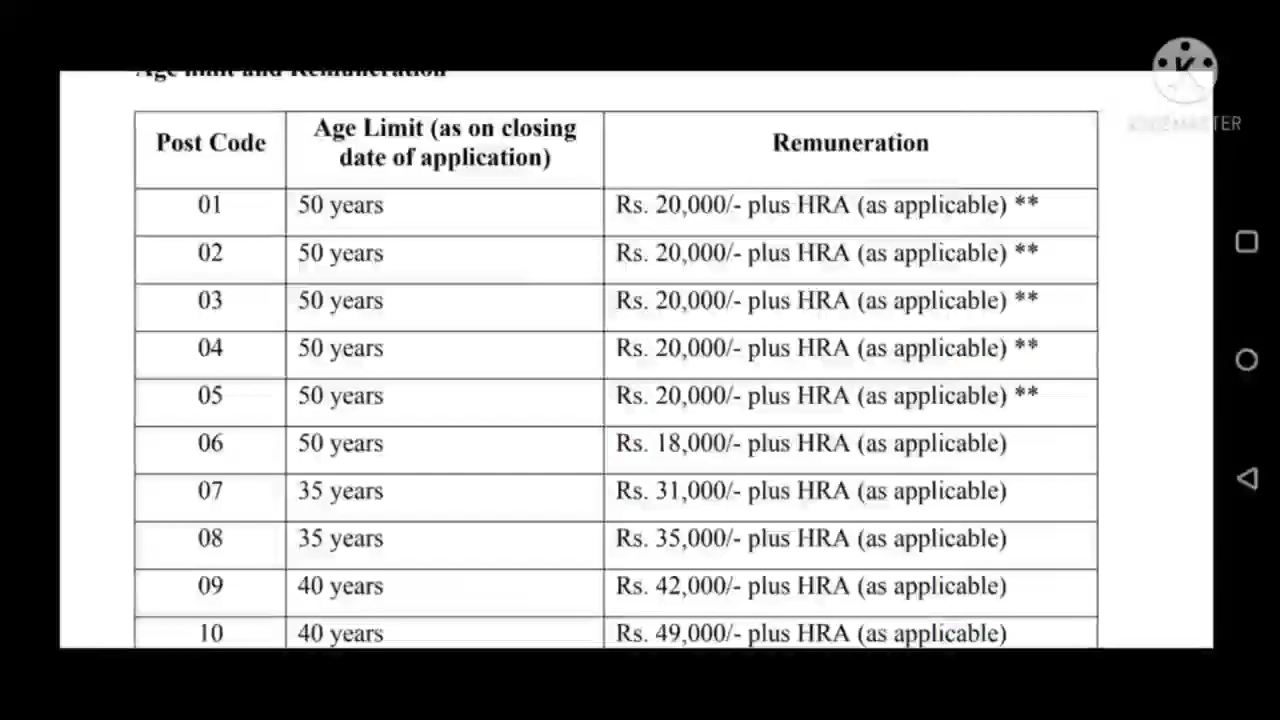 Age limit and Remuneration
Post Code
Age Limit (as on closing
date of application)
Remuneration
01 50 years Rs. 20,000/- plus HRA (as applicable) **
02 50 years Rs. 20,000/- plus HRA (as applicable) **
03 50 years Rs. 20,000/- plus HRA (as applicable) **
04 50 years Rs. 20,000/- plus HRA (as applicable) **
05 50 years Rs. 20,000/- plus HRA (as applicable) **
06 50 years Rs. 18,000/- plus HRA (as applicable)
07 35 years Rs. 31,000/- plus HRA (as applicable)
08 35 years Rs. 35,000/- plus HRA (as applicable)
09 40 years Rs. 42,000/- plus HRA (as applicable)
10 40 years Rs. 49,000/- plus HRA (as applicable)